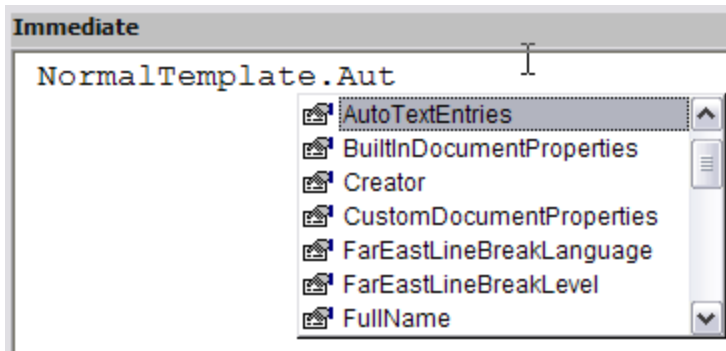 Immediate
NormalTemplate.Aut
AutoTextEntries
BuiltInDocumentProperties
Creator
CustomDocumentProperties
FarEastLineBreakLanguage
FarEastLineBreakLevel
FullName